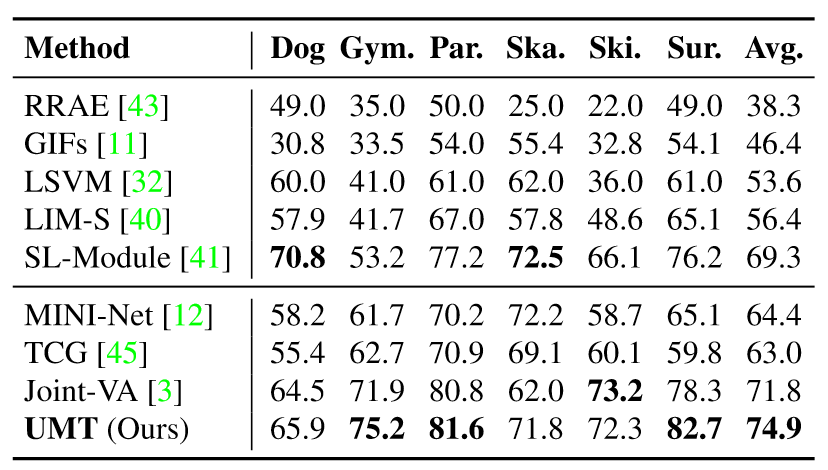 Method Dog Gym. Par. Ska. Ski. Sur. Avg.
RRAE [43] 49.0 35.0 50.0 25.0 22.0 49.0 38.3
GIFs [11] 30.8 33.5 54.0 55.4 32.8 54.1 46.4
LSVM [32] 60.0 41.0 61.0 62.0 36.0 61.0 53.6
LIM-S [40] 57.9 41.7 67.0 57.8 48.6 65.1 56.4
SL-Module [41] 70.8 53.2 77.2 72.5 66.1 76.2 69.3
MINI-Net [12] 58.2 61.7 70.2 72.2 58.7 65.1 64.4
TCG [45] 55.4 62.7 70.9 69.1 60.1 59.8 63.0
Joint-VA [3] 64.5 71.9 80.8 62.0 73.2 78.3 71.8
UMT (Ours) 65.9 75.2 81.6 71.8 72.3 82.7 74.9